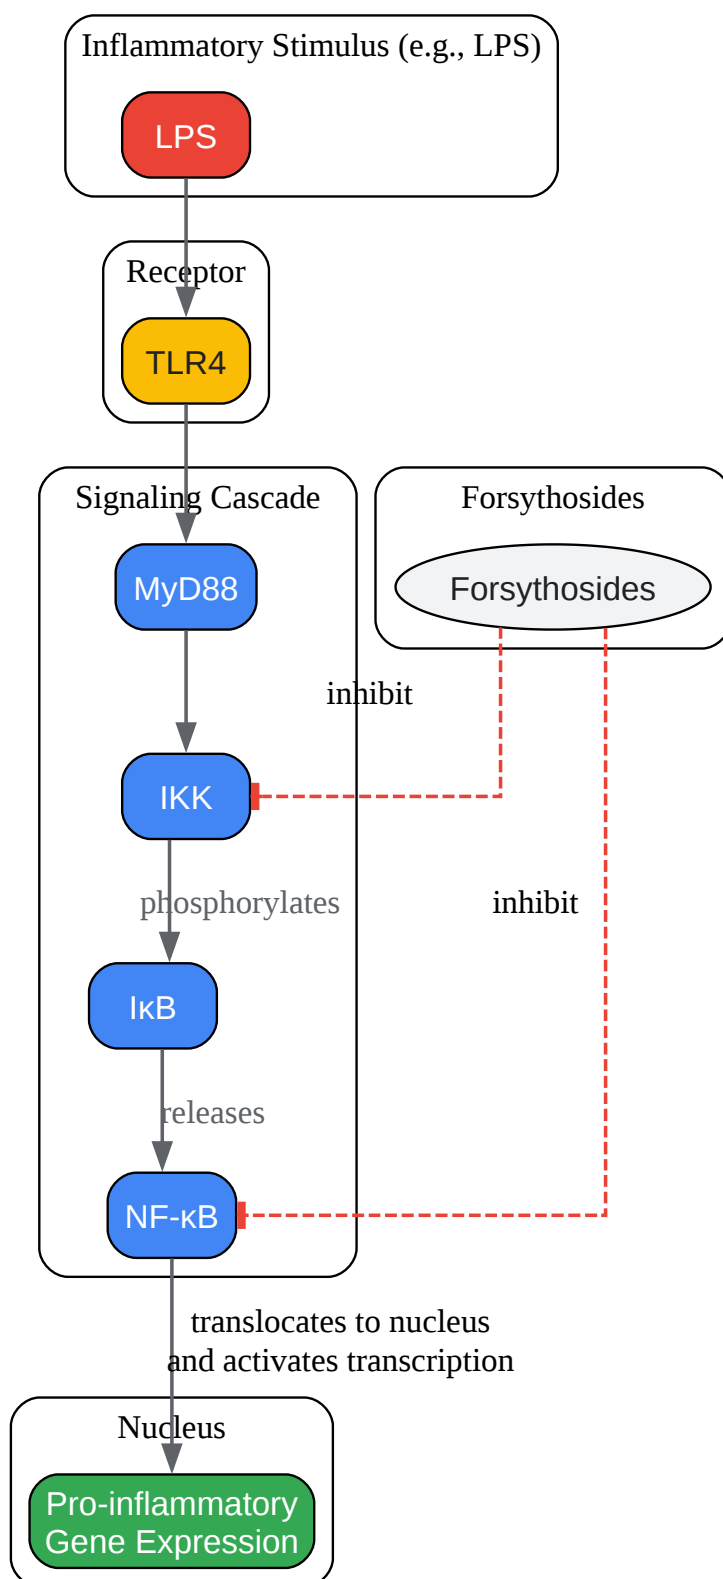 Inflammatory Stimulus (e.g., LPS)
LPS
Receptor
TLR4
Signaling Cascade
Forsythosides
MyD88
Forsythosides
inhibit
IKK
phosphorylates
inhibit
IκB
releases
NF-κB
translocates to nucleus
and activates transcription
Nucleus
Pro-inflammatory
Gene Expression